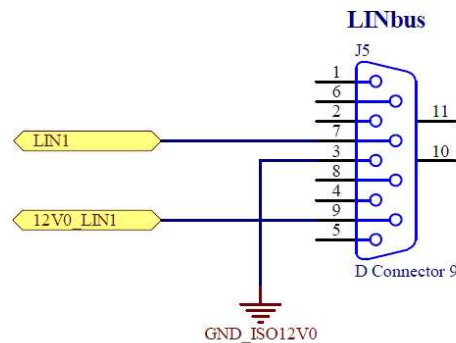 LINbus
J5
1
6
2
11
LIN1
7
3
10
8
4
12V0_LIN1
9
5
D Connector 9
GND_ISO12V0